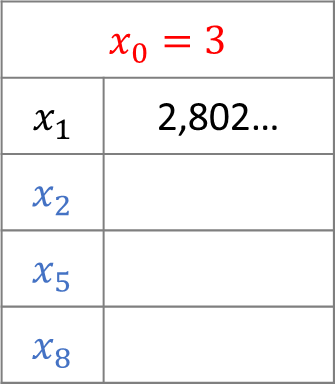 x₀ = 3
x₁ 2,802...
x₂
x₅
x₈